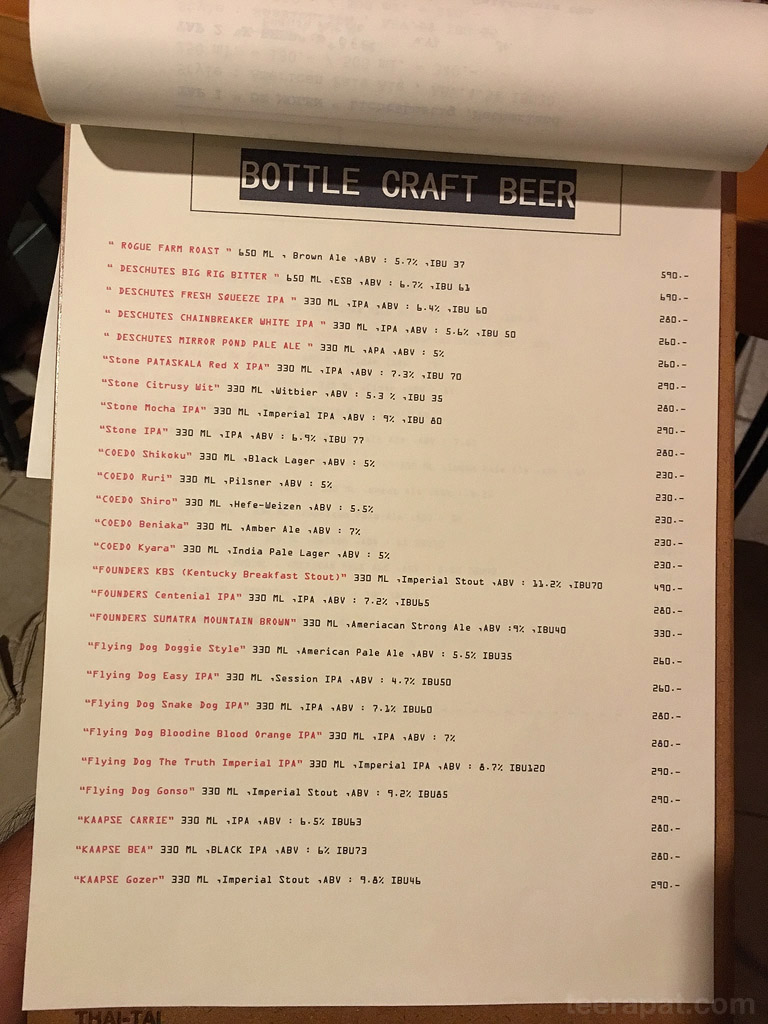 BOTTLE CRAFT BEER
" ROGUE FARM ROAST " 650 ML , Brown Ale ,ABV : 5.7% ,IBU 37 590.-
" DESCHUTES BIG RIG BITTER " 650 ML ,ESB ,ABV : 6.7% ,IBU 61 690.-
" DESCHUTES FRESH SQUEEZE IPA " 330 ML ,IPA ,ABV : 6.4% ,IBU 60 280.-
" DESCHUTES CHAINBREAKER WHITE IPA " 330 ML ,IPA ,ABV : 5.6% ,IBU 50 260.-
" DESCHUTES MIRROR POND PALE ALE " 330 ML ,APA ,ABV : 5% 260.-
"Stone PATASKALA Red X IPA" 330 ML ,IPA ,ABV : 7.3% ,IBU 70 290.-
"Stone Citrusy Wit" 330 ML ,Witbier ,ABV : 5.3 % ,IBU 35 280.-
"Stone Mocha IPA" 330 ML ,Imperial IPA ,ABV : 9% ,IBU 80 290.-
"Stone IPA" 330 ML ,IPA ,ABV : 6.9% ,IBU 77 280.-
"COEDO Shikoku" 330 ML ,Black Lager ,ABV : 5% 230.-
"COEDO Ruri" 330 ML ,Pilsner ,ABV : 5% 230.-
"COEDO Shiro" 330 ML ,Hefe-Weizen ,ABV : 5.5% 230.-
"COEDO Beniaka" 330 ML ,Amber Ale ,ABV : 7% 230.-
"COEDO Kyara" 330 ML ,India Pale Lager ,ABV : 5% 230.-
"FOUNDERS KBS (Kentucky Breakfast Stout)" 330 ML ,Imperial Stout ,ABV : 11.2% ,IBU70 490.-
"FOUNDERS Centenial IPA" 330 ML ,IPA ,ABV : 7.2% ,IBU65 280.-
"FOUNDERS SUMATRA MOUNTAIN BROWN" 330 ML ,Ameriacan Strong Ale ,ABV :9% ,IBU40 330.-
"Flying Dog Doggie Style" 330 ML ,American Pale Ale ,ABV : 5.5% IBU35 260.-
"Flying Dog Easy IPA" 330 ML ,Session IPA ,ABV : 4.7% IBU50 260.-
"Flying Dog Snake Dog IPA" 330 ML ,IPA ,ABV : 7.1% IBU60 280.-
"Flying Dog Bloodine Blood Orange IPA" 330 ML ,IPA ,ABV : 7% 280.-
"Flying Dog The Truth Imperial IPA" 330 ML ,Imperial IPA ,ABV : 8.7% IBU120 290.-
"Flying Dog Gonso" 330 ML ,Imperial Stout ,ABV : 9.2% IBU85 290.-
"KAAPSE CARRIE" 330 ML ,IPA ,ABV : 6.5% IBU63 280.-
"KAAPSE BEA" 330 ML ,BLACK IPA ,ABV : 6% IBU73 280.-
"KAAPSE Gozer" 330 ML ,Imperial Stout ,ABV : 9.8% IBU46 290.-
THAI-TAI
teerapat.com